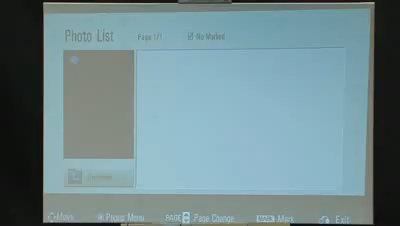 Photo List Page 1/1 ☑ No Marked
Move Popup Menu PAGE Page Change MARK Mark Exit